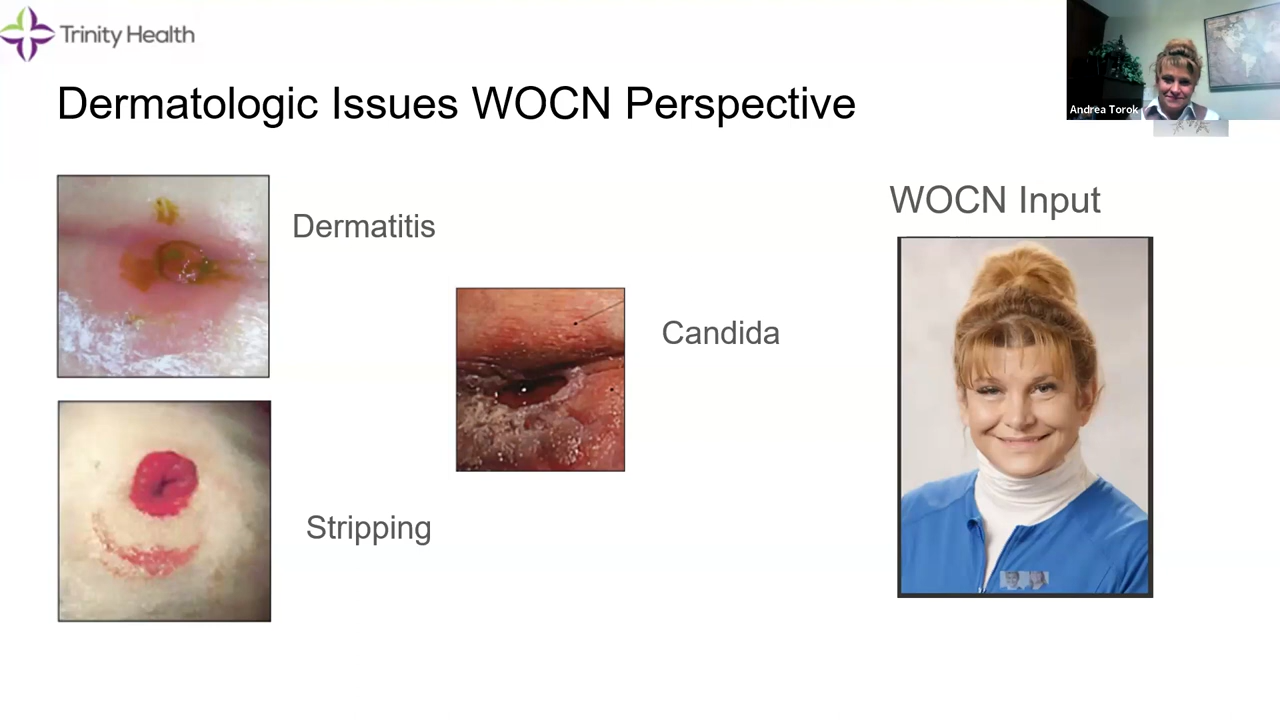 Trinity Health
Dermatologic Issues WOCN Perspective
Andrea Torok
WOCN Input
Dermatitis
Candida
Stripping